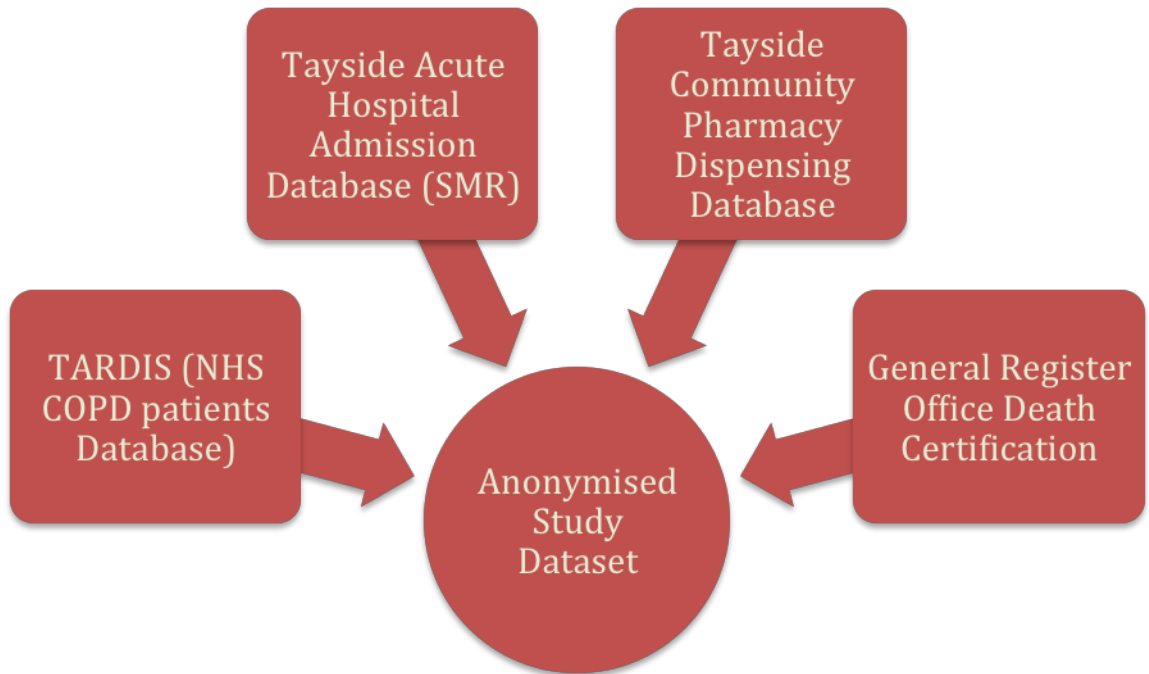 Tayside Acute
Hospital
Admission
Database (SMR)
Tayside
Community
Pharmacy
Dispensing
Database
TARDIS (NHS
COPD patients
Database)
General Register
Office Death
Certification
Anonymised
Study
Dataset